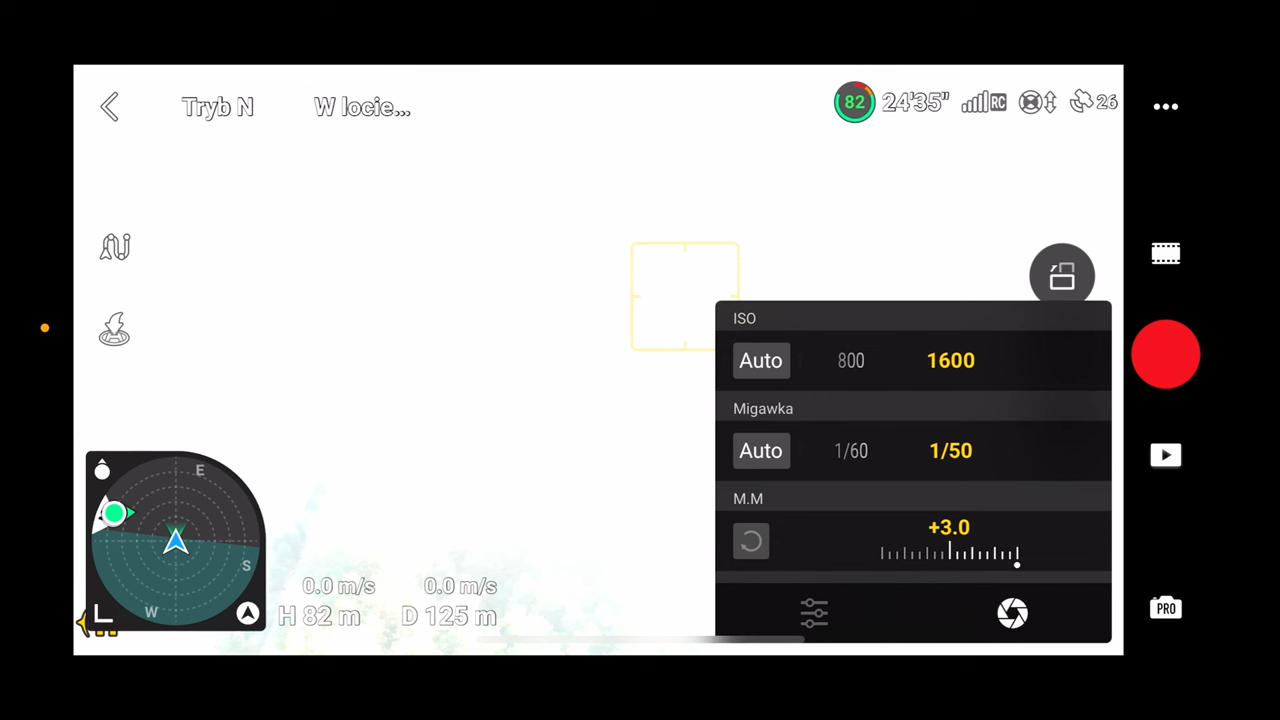 Tryb N
W locie...
82 24'35" RC 26
ISO
Auto 800 1600
Migawka
Auto 1/60 1/50
M.M
+3.0
E
S
W
0.0 m/s 0.0 m/s
H 82 m D 125 m
PRO